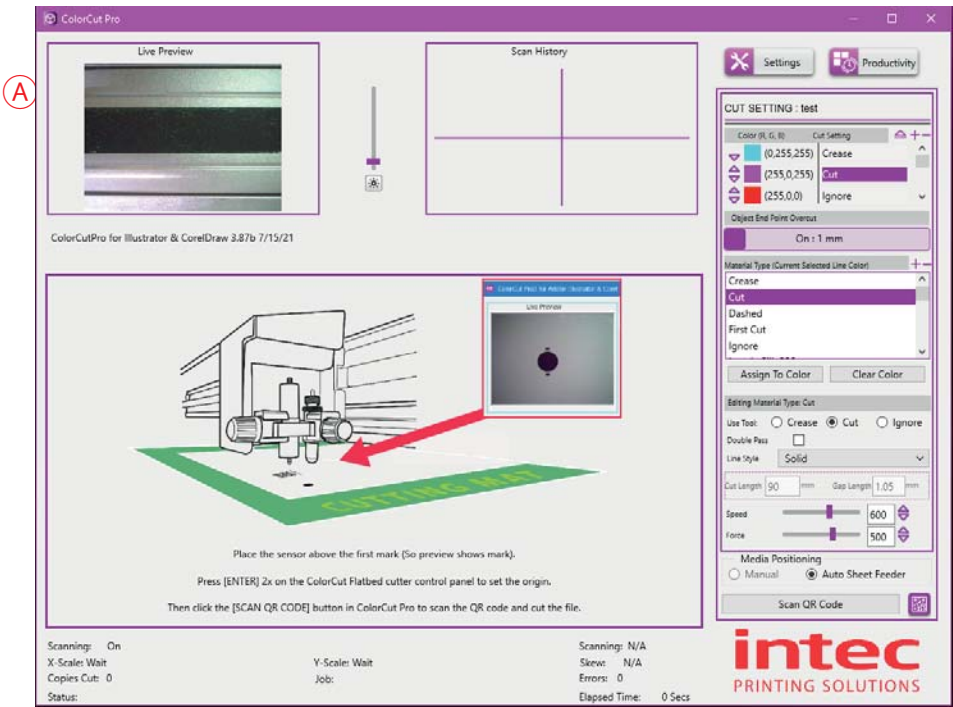 ColorCut Pro
Live Preview
Scan History
Settings
Productivity
A
CUT SETTING : test
Color (R, G, B) Cut Setting
(0,255,255) Crease
(255,0,255) Cut
(255,0,0) Ignore
Object End Point Overcut
On : 1 mm
ColorCutPro for Illustrator & CorelDraw 3.87b 7/15/21
Material Type (Current Selected Line Color)
Crease
Cut
Dashed
First Cut
Ignore
Assign To Color Clear Color
Editing Material Type: Cut
Use Tool: Crease Cut Ignore
Double Pass
Line Style Solid
Cut Length 90 mm Gap Length 1.05 mm
Speed 600
Force 500
Media Positioning
Manual Auto Sheet Feeder
Scan QR Code
Live Preview
CUTTING MAT
Place the sensor above the first mark (So preview shows mark).
Press [ENTER] 2x on the ColorCut Flatbed cutter control panel to set the origin.
Then click the [SCAN QR CODE] button in ColorCut Pro to scan the QR code and cut the file.
Scanning: On
X-Scale: Wait
Copies Cut: 0
Status:
Y-Scale: Wait
Job:
Scanning: N/A
Skew: N/A
Errors: 0
Elapsed Time: 0 Secs
intec
PRINTING SOLUTIONS